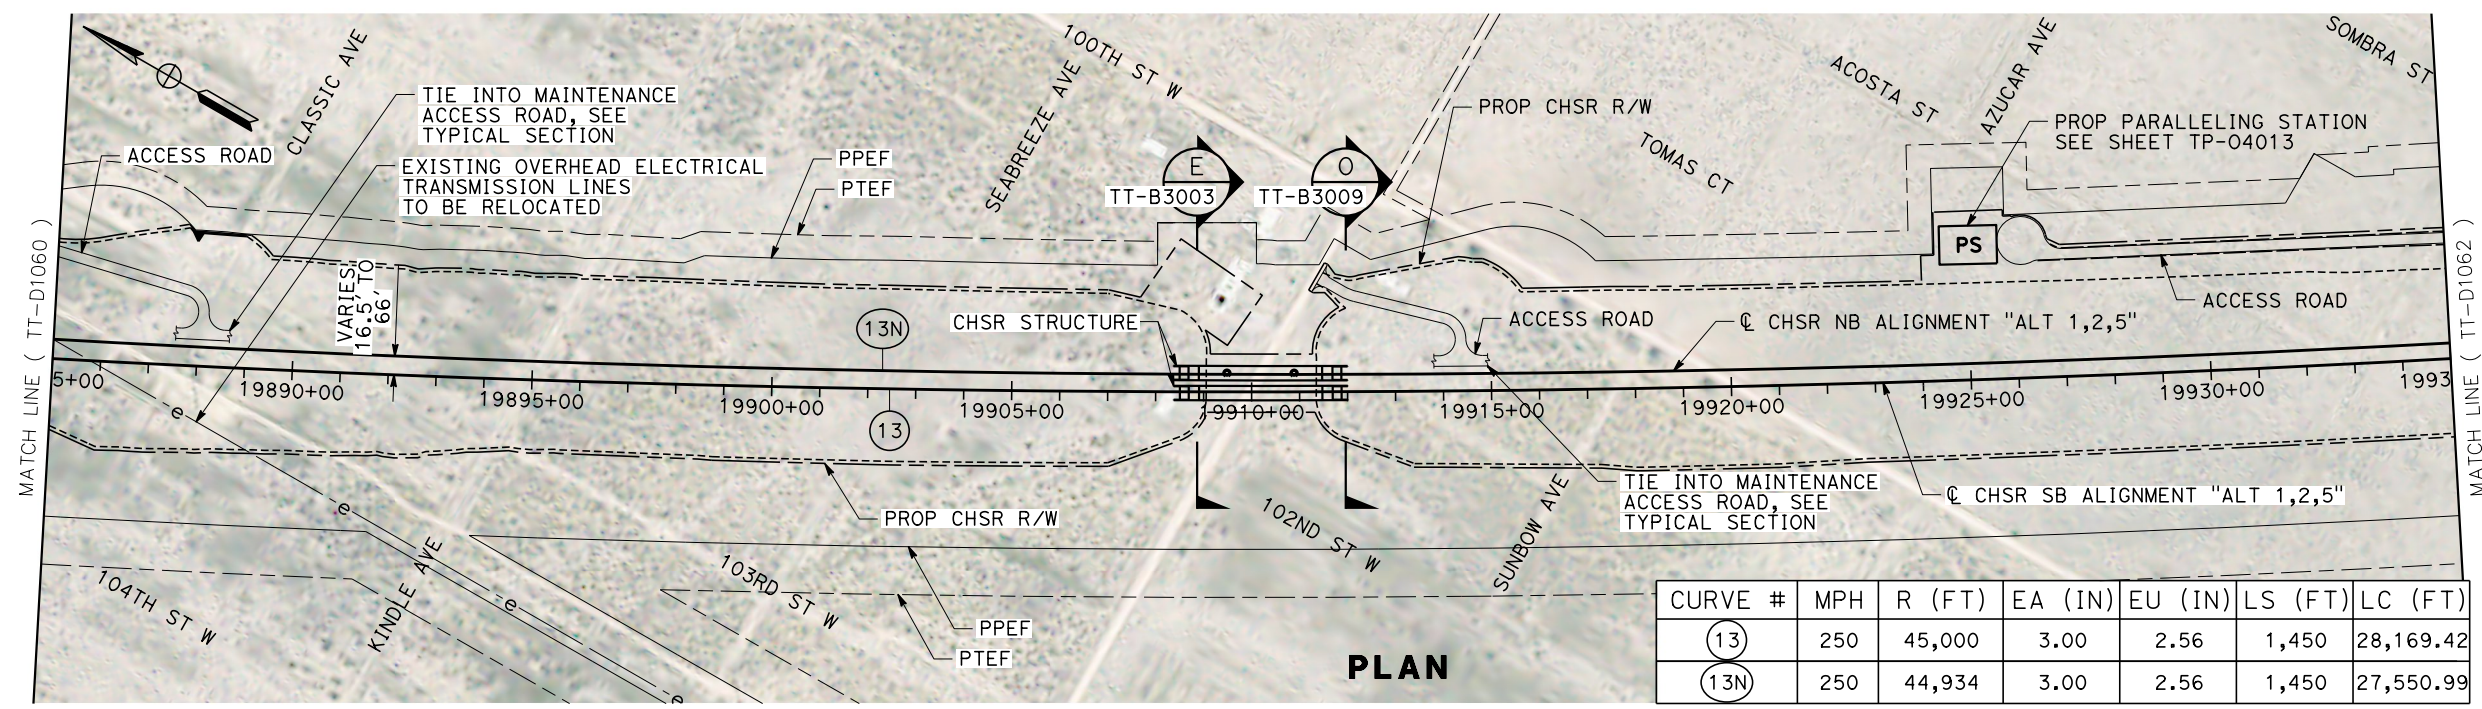 100TH ST W
CLASSIC AVE
SEABREEZE AVE
ACOSTA ST
AZUCAR AVE
SOMBRA ST
TOMAS CT
TIE INTO MAINTENANCE
ACCESS ROAD, SEE
TYPICAL SECTION
ACCESS ROAD
EXISTING OVERHEAD ELECTRICAL
TRANSMISSION LINES
TO BE RELOCATED
PPEF
PTEF
E
TT-B3003
O
TT-B3009
PROP CHSR R/W
PROP PARALLELING STATION
SEE SHEET TP-04013
PS
ACCESS ROAD
MATCH LINE ( TT-D1060 )
MATCH LINE ( TT-D1062 )
VARIES
16.5' TO
66'
13N
CHSR STRUCTURE
ACCESS ROAD
℄ CHSR NB ALIGNMENT "ALT 1,2,5"
5+00
19890+00
19895+00
19900+00
19905+00
19910+00
19915+00
19920+00
19925+00
19930+00
1993
13
e
e
e
e
PROP CHSR R/W
TIE INTO MAINTENANCE
ACCESS ROAD, SEE
TYPICAL SECTION
℄ CHSR SB ALIGNMENT "ALT 1,2,5"
104TH ST W
KINDLE AVE
103RD ST W
102ND ST W
SUNBOW AVE
PPEF
PTEF
PLAN
CURVE # MPH R (FT) EA (IN) EU (IN) LS (FT) LC (FT)
13 250 45,000 3.00 2.56 1,450 28,169.42
13N 250 44,934 3.00 2.56 1,450 27,550.99